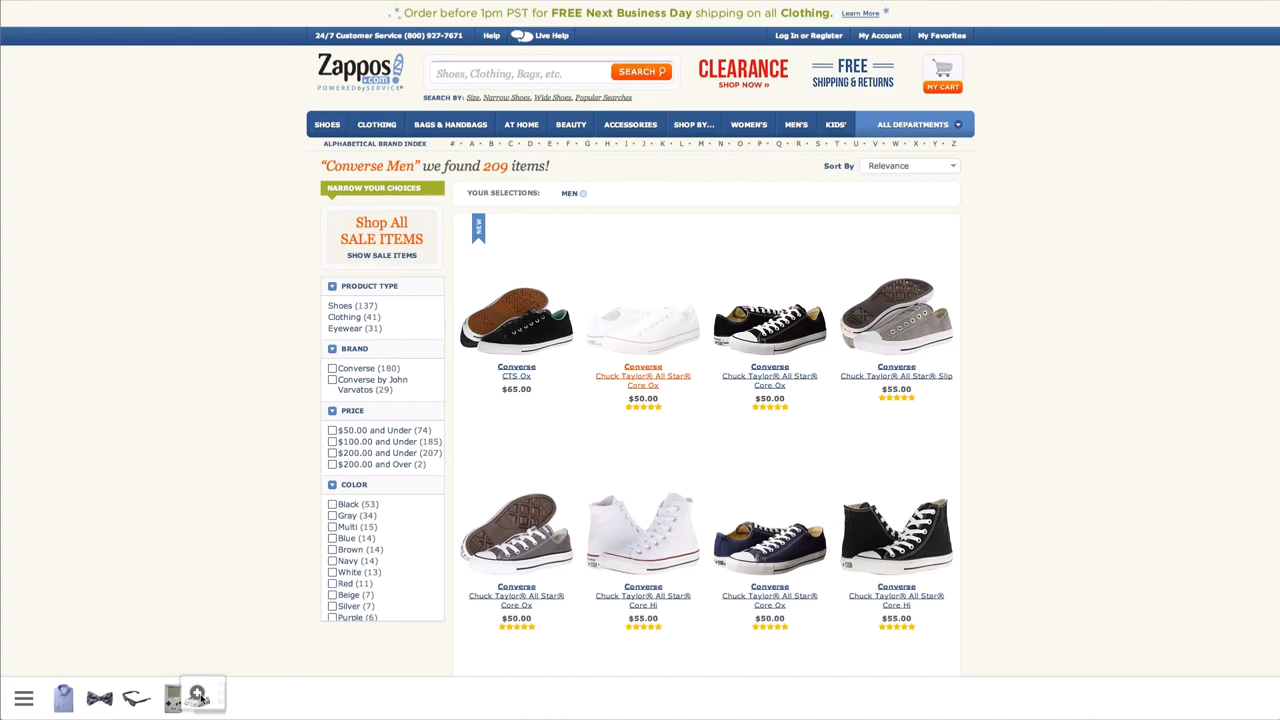 Order before 1pm PST for FREE Next Business Day shipping on all Clothing. Learn More
24/7 Customer Service (800) 927-7671 Help Live Help Log In or Register My Account My Favorites
Zappos .com
POWERED by SERVICE®
Shoes, Clothing, Bags, etc. SEARCH
SEARCH BY: Size, Narrow Shoes, Wide Shoes, Popular Searches
CLEARANCE
SHOP NOW »
FREE
SHIPPING & RETURNS
MY CART
SHOES CLOTHING BAGS & HANDBAGS AT HOME BEAUTY ACCESSORIES SHOP BY... WOMEN'S MEN'S KIDS' ALL DEPARTMENTS
ALPHABETICAL BRAND INDEX # • A • B • C • D • E • F • G • H • I • J • K • L • M • N • O • P • Q • R • S • T • U • V • W • X • Y • Z
"Converse Men" we found 209 items! Sort By Relevance
NARROW YOUR CHOICES
YOUR SELECTIONS: MEN
Shop All
SALE ITEMS
SHOW SALE ITEMS
PRODUCT TYPE
Shoes (137)
Clothing (41)
Eyewear (31)
BRAND
Converse (180)
Converse by John
Varvatos (29)
PRICE
$50.00 and Under (74)
$100.00 and Under (185)
$200.00 and Under (207)
$200.00 and Over (2)
COLOR
Black (53)
Gray (34)
Multi (15)
Blue (14)
Brown (14)
Navy (14)
White (13)
Red (11)
Beige (7)
Silver (7)
Purple (6)
NEW
Converse
CTS Ox
$65.00
Converse
Chuck Taylor® All Star®
Core Ox
$50.00
Converse
Chuck Taylor® All Star®
Core Ox
$50.00
Converse
Chuck Taylor® All Star® Slip
$55.00
Converse
Chuck Taylor® All Star®
Core Ox
$50.00
Converse
Chuck Taylor® All Star®
Core Hi
$55.00
Converse
Chuck Taylor® All Star®
Core Ox
$50.00
Converse
Chuck Taylor® All Star®
Core Hi
$55.00